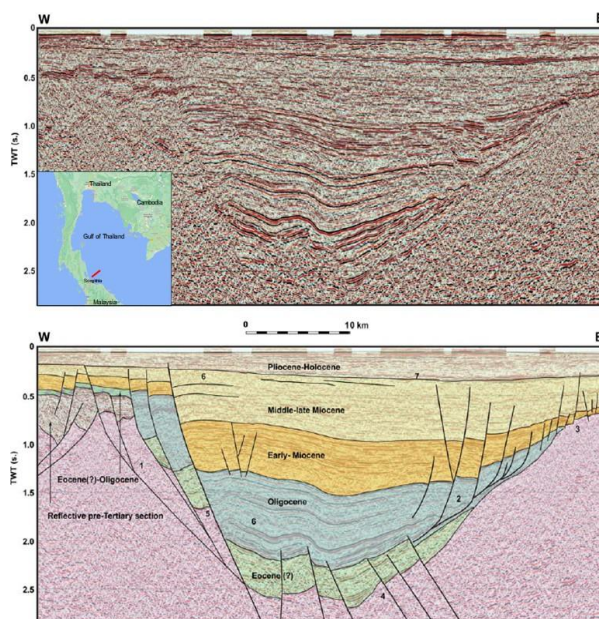 W E
0
0.5
1.0
1.5
2.0
2.5
TWT (s.)
Thailand
Cambodia
Gulf of Thailand
Songkhla
Malaysia
0 10 km
W E
0
0.5
1.0
1.5
2.0
2.5
TWT (s.)
Pliocene-Holocene
6 7
Middle-late Miocene
3
Early- Miocene
Eocene(?)-Oligocene
1
Oligocene
2
Reflective pre-Tertiary section
5
6
Eocene (?)
4